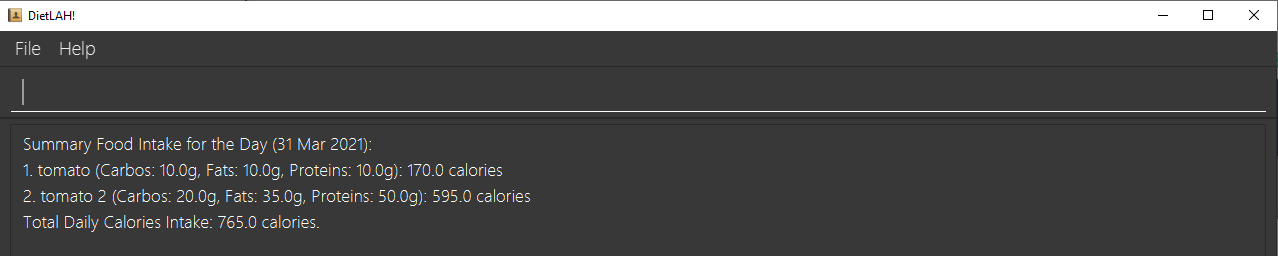 DietLAH!
File Help
Summary Food Intake for the Day (31 Mar 2021):
1. tomato (Carbos: 10.0g, Fats: 10.0g, Proteins: 10.0g): 170.0 calories
2. tomato 2 (Carbos: 20.0g, Fats: 35.0g, Proteins: 50.0g): 595.0 calories
Total Daily Calories Intake: 765.0 calories.